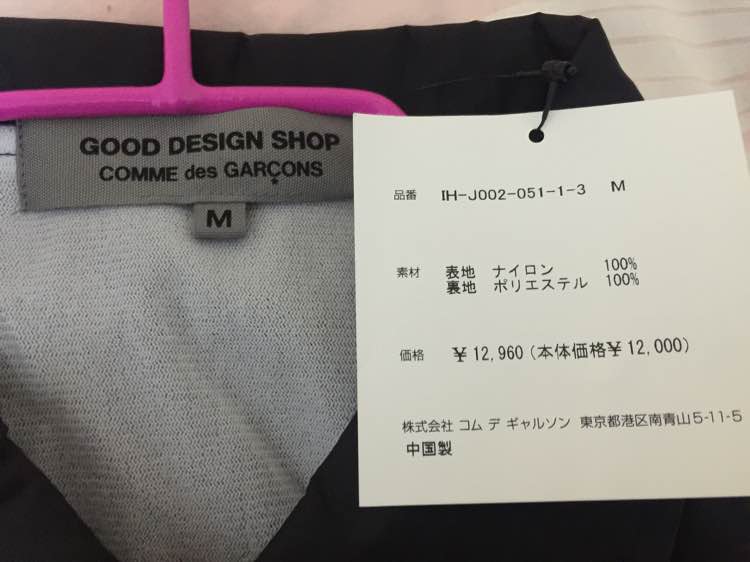 GOOD DESIGN SHOP
COMME des GARÇONS
M
品番 IH-J002-051-1-3 M
素材 表地 ナイロン 100%
裏地 ポリエステル 100%
価格 ¥12,960（本体価格¥12,000）
株式会社 コム デ ギャルソン 東京都港区南青山5-11-5
中国製